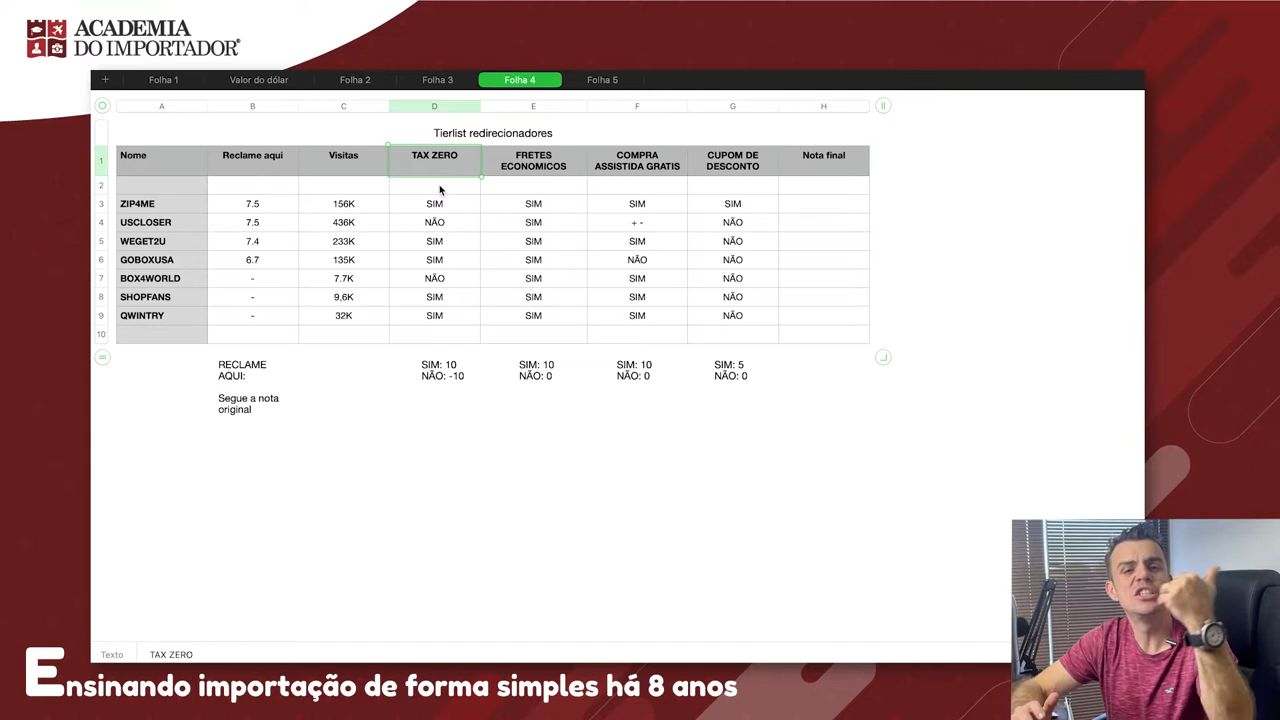 ACADEMIA
DO IMPORTADOR®
+ Folha 1 Valor do dólar Folha 2 Folha 3 Folha 4 Folha 5
A B C D E F G H
Tierlist redirecionadores
1 Nome Reclame aqui Visitas TAX ZERO FRETES ECONOMICOS COMPRA ASSISTIDA GRATIS CUPOM DE DESCONTO Nota final
2
3 ZIP4ME 7.5 156K SIM SIM SIM SIM
4 USCLOSER 7.5 436K NÃO SIM + - NÃO
5 WEGET2U 7.4 233K SIM SIM SIM NÃO
6 GOBOXUSA 6.7 135K SIM SIM NÃO NÃO
7 BOX4WORLD - 7.7K NÃO SIM SIM NÃO
8 SHOPFANS - 9,6K SIM SIM SIM NÃO
9 QWINTRY - 32K SIM SIM SIM NÃO
10
RECLAME SIM: 10 SIM: 10 SIM: 10 SIM: 5
AQUI: NÃO: -10 NÃO: 0 NÃO: 0 NÃO: 0
Segue a nota
original
Texto TAX ZERO
Ensinando importação de forma simples há 8 anos